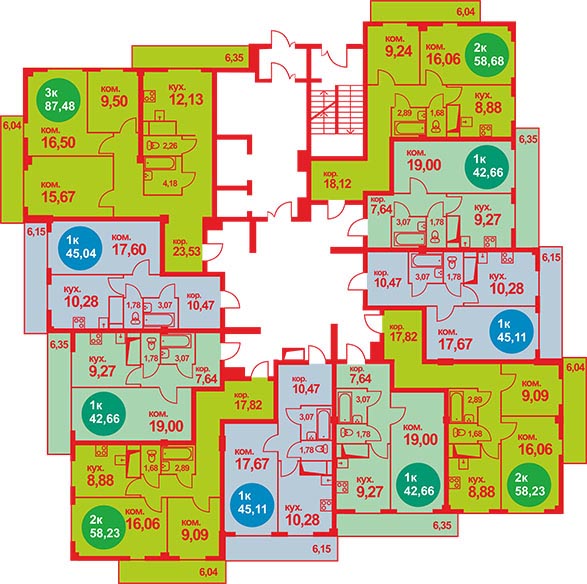 6,04
6,35
ком.
9,24
ком.
16,06
2к
58,68
3к
87,48
ком.
9,50
кух.
12,13
кух.
8,88
2,89
1,68
6,04
ком.
16,50
2,26
4,18
ком.
15,67
кор.
18,12
6,35
ком.
19,00
1к
42,66
кор.
7,64
3,07
1,78
кух.
9,27
6,15
1к
45,04
ком.
17,60
кор.
23,53
кух.
10,28
1,78
3,07
кор.
10,47
кор.
10,47
3,07
1,78
кух.
10,28
6,15
ком.
17,67
1к
45,11
6,35
кух.
9,27
1,78
3,07
кор.
7,64
1к
42,66
ком.
19,00
кор.
17,82
кор.
17,82
кор.
10,47
3,07
1,78
кор.
7,64
3,07
1,78
ком.
19,00
6,04
2,89
1,68
ком.
9,09
ком.
16,06
кух.
8,88
2к
58,23
кух.
8,88
1,68
2,89
2к
58,23
ком.
16,06
ком.
9,09
6,04
ком.
17,67
1к
45,11
кух.
10,28
6,15
кух.
9,27
1к
42,66
6,35